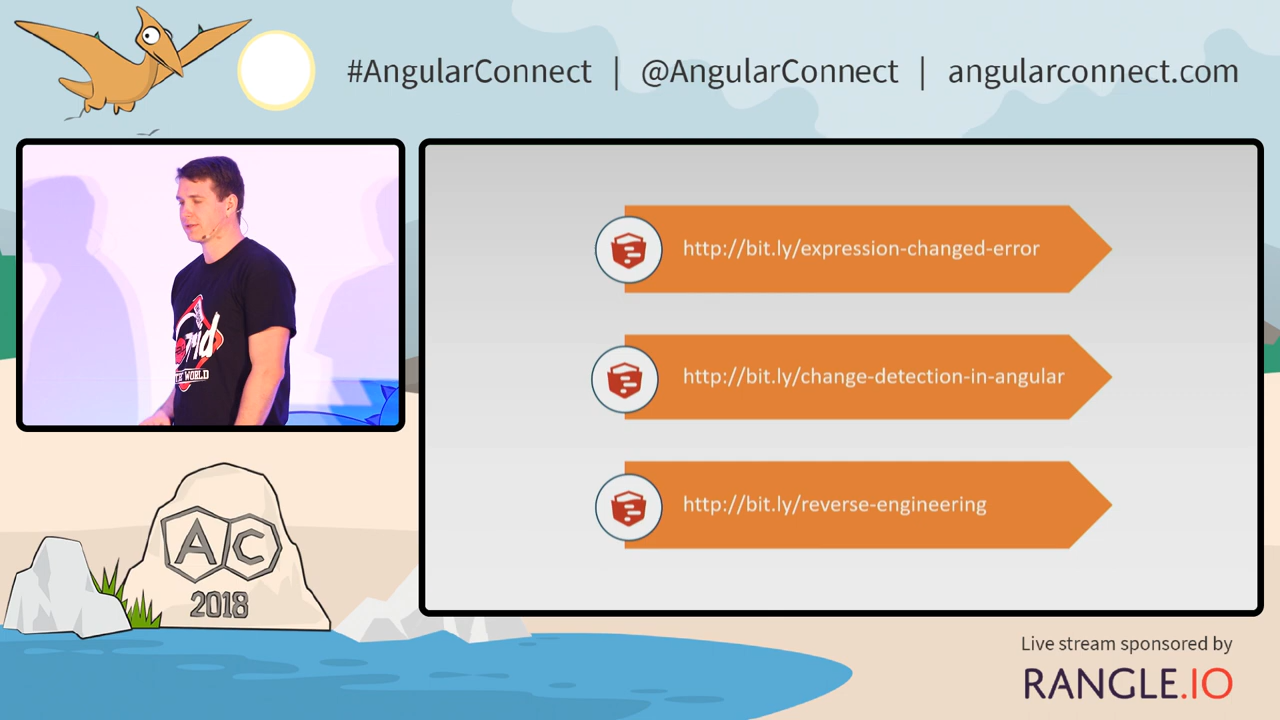 #AngularConnect | @AngularConnect | angularconnect.com
http://bit.ly/expression-changed-error
http://bit.ly/change-detection-in-angular
http://bit.ly/reverse-engineering
WORLD
AC
2018
Live stream sponsored by
RANGLE.IO